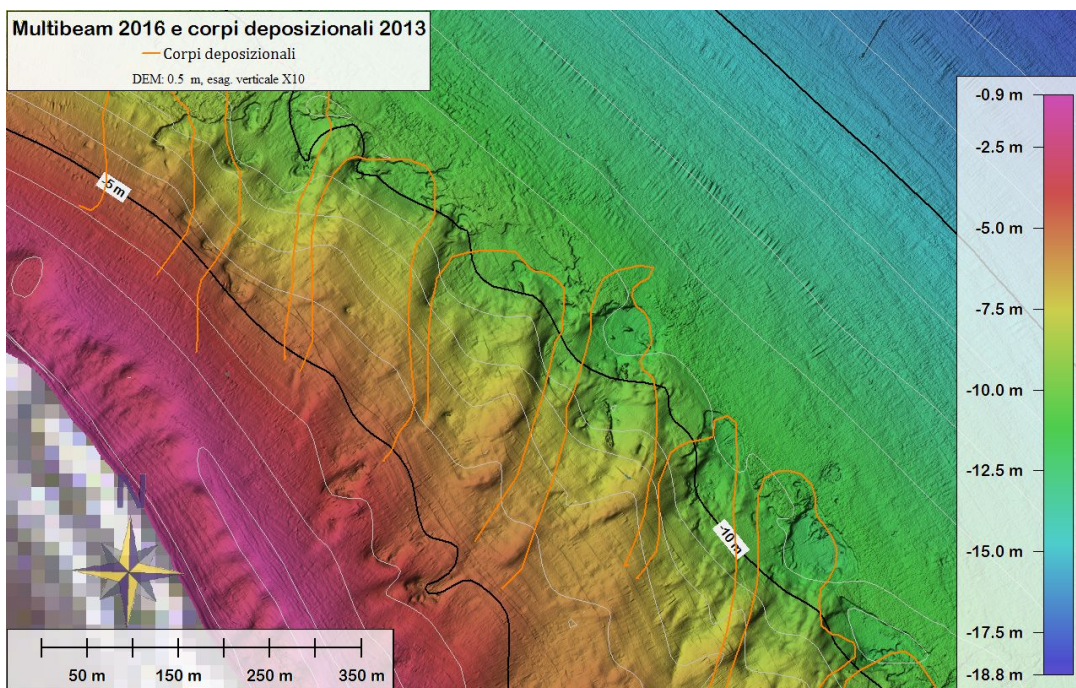 Multibeam 2016 e corpi deposizionali 2013
Corpi deposizionali
DEM: 0.5 m, esag. verticale X10
-0.9 m
-2.5 m
-5.0 m
-7.5 m
-10.0 m
-12.5 m
-15.0 m
-17.5 m
-18.8 m
-5 m
-10 m
N
50 m 150 m 250 m 350 m